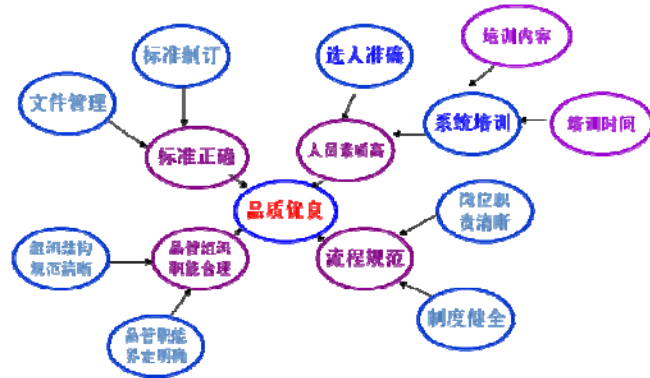 标准制订
选人准确
培训内容
文件管理
系统培训
培训时间
标准正确
人员素质高
品质优良
岗位职
责清晰
组织结构
规范清晰
品管组织
职能合理
流程规范
制度健全
品管职能
界定明确